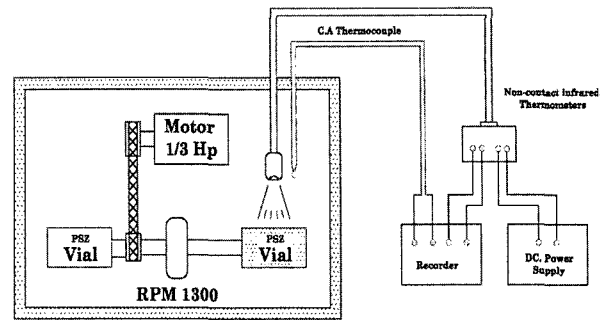 C.A Thermocouple
Non-contact infrared
Thermometers
Motor
1/3 Hp
PSZ
Vial
PSZ
Vial
RPM 1300
Recorder
DC. Power
Supply